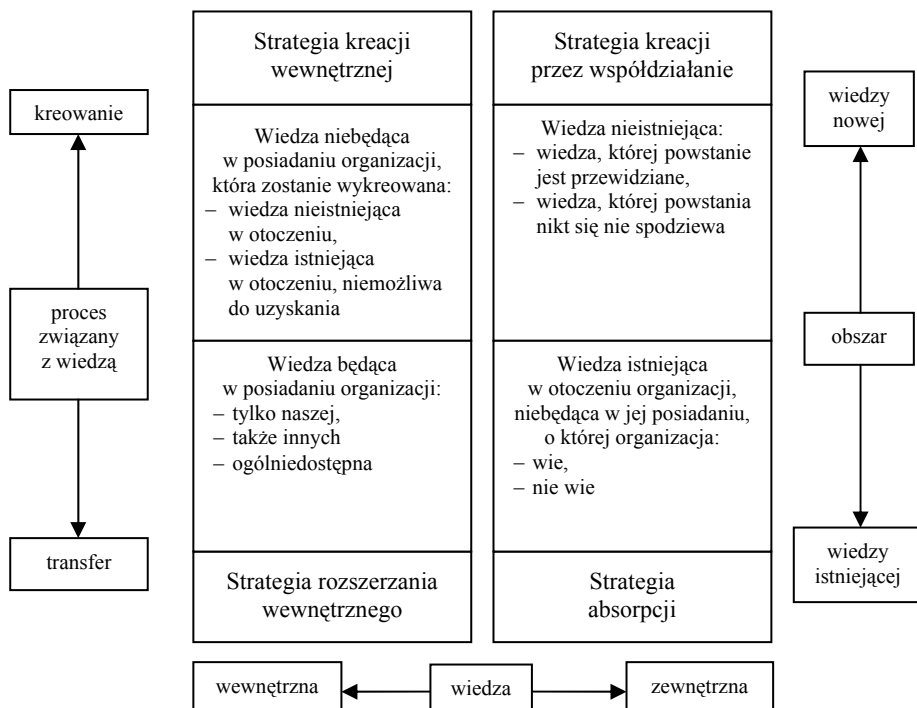 Strategia kreacji
wewnętrznej
Strategia kreacji
przez współdziałanie
kreowanie
wiedzy
nowej
Wiedza niebędąca
w posiadaniu organizacji,
która zostanie wykreowana:
– wiedza nieistniejąca
w otoczeniu,
– wiedza istniejąca
w otoczeniu, niemożliwa
do uzyskania
Wiedza nieistniejąca:
– wiedza, której powstanie
jest przewidziane,
– wiedza, której powstania
nikt się nie spodziewa
proces
związany
z wiedzą
obszar
Wiedza będąca
w posiadaniu organizacji:
– tylko naszej,
– także innych
– ogólniedostępna
Wiedza istniejąca
w otoczeniu organizacji,
niebędąca w jej posiadaniu,
o której organizacja:
– wie,
– nie wie
transfer
wiedzy
istniejącej
Strategia rozszerzania
wewnętrznego
Strategia
absorpcji
wewnętrzna
wiedza
zewnętrzna